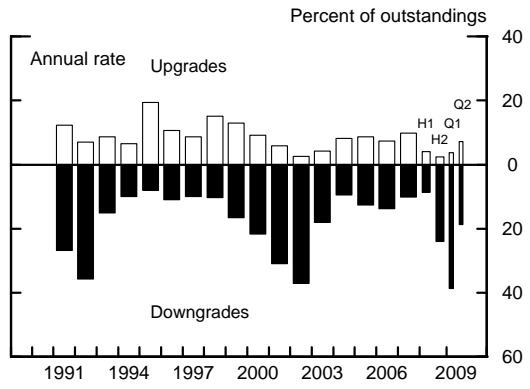 Percent of outstandings
40
Annual rate
Upgrades
20
H1
H2
Q1
Q2
0
20
40
Downgrades
60
1991 1994 1997 2000 2003 2006 2009